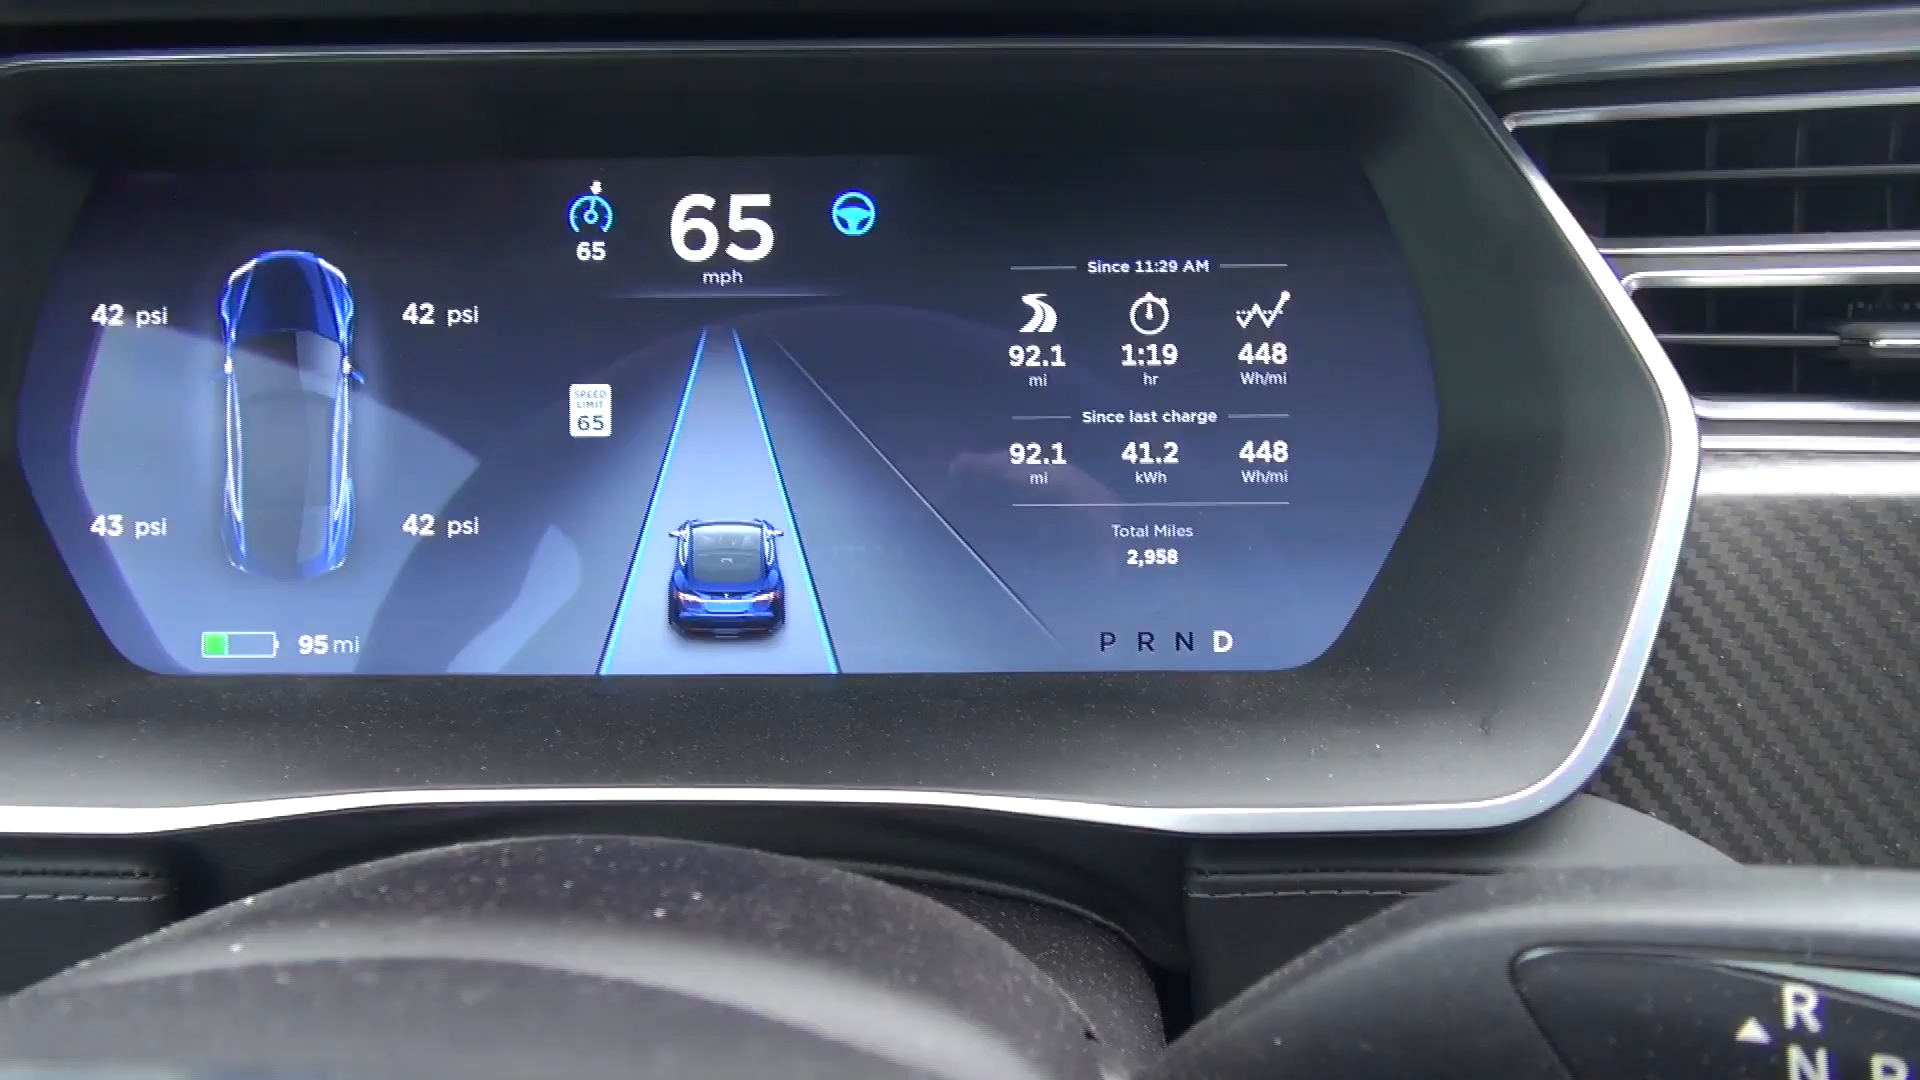 65
65
mph
42 psi
42 psi
43 psi
42 psi
SPEED
LIMIT
65
95 mi
Since 11:29 AM
92.1 1:19 448
mi hr Wh/mi
Since last charge
92.1 41.2 448
mi kWh Wh/mi
Total Miles
2,958
P R N D
R
N